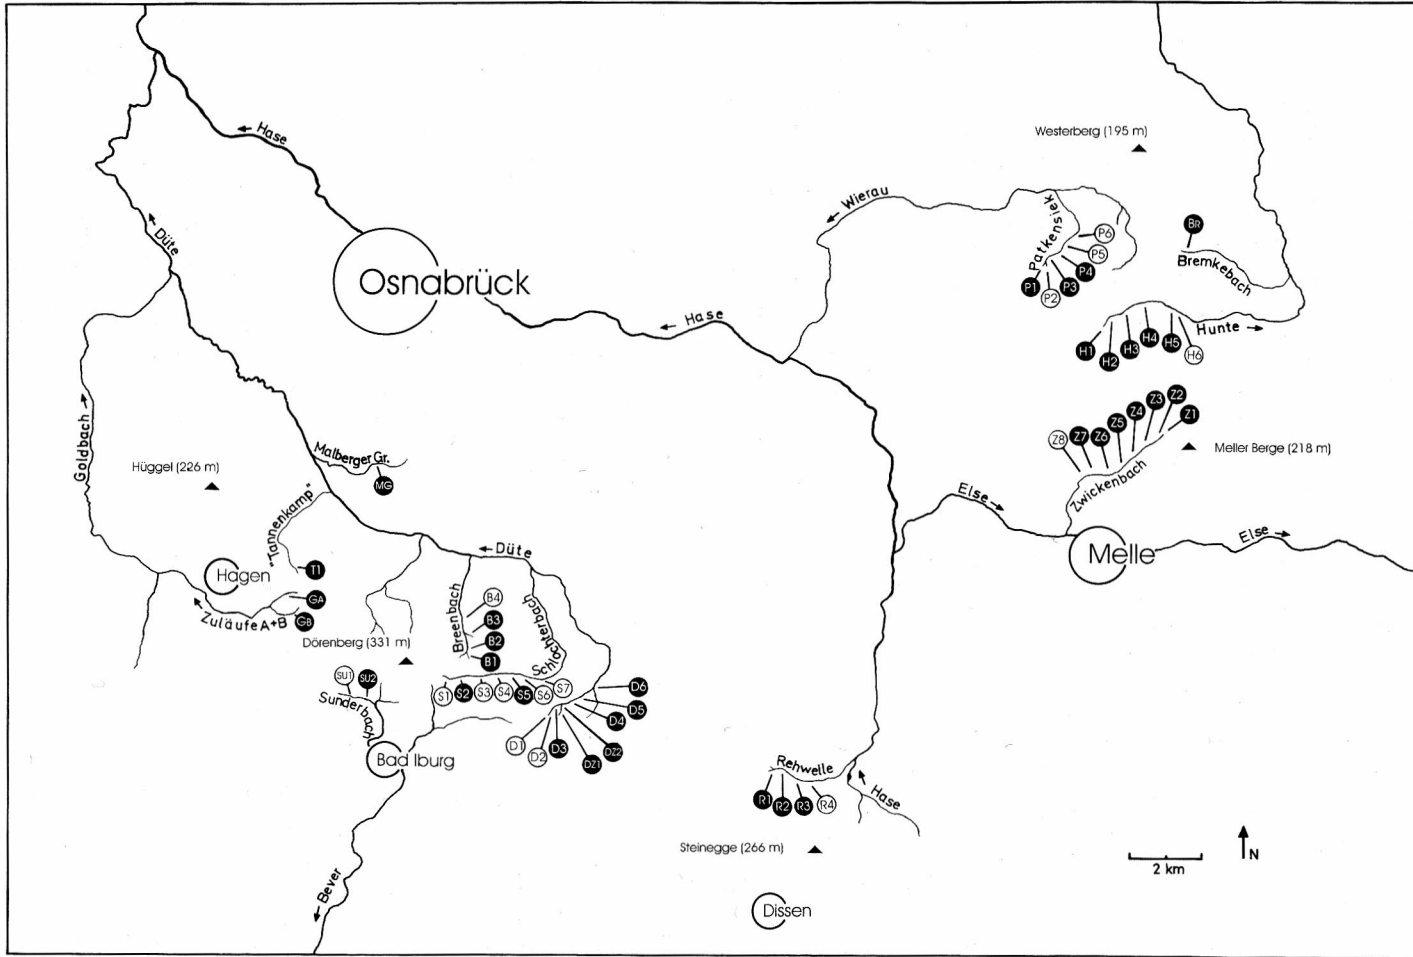 Hase
Westerberg (195 m)
Wierau
Düte
Patkensiek
P6
P5
P4
P3
P2
P1
BR
Bremkebach
Osnabrück
Hase
Hunte
H1
H2
H3
H4
H5
H6
Goldbach
Z8
Z7
Z6
Z5
Z4
Z3
Z2
Z1
Meller Berge (218 m)
Zwickenbach
Malberger Gr.
MG
Hüggel (226 m)
"Tannenkamp"
T1
Else
Else
Melle
Hagen
GA
GB
Zuläufe A+B
Düte
Breenbach
B4
B3
B2
B1
Schlochterbach
Dörenberg (331 m)
SU1
SU2
Sunderbach
S1
S2
S3
S4
S5
S6
S7
D6
D5
D4
DZ2
DZ1
D3
D2
D1
Bad Iburg
Rehwelle
R1
R2
R3
R4
Hase
Steinegge (266 m)
N
2 km
Bever
Dissen